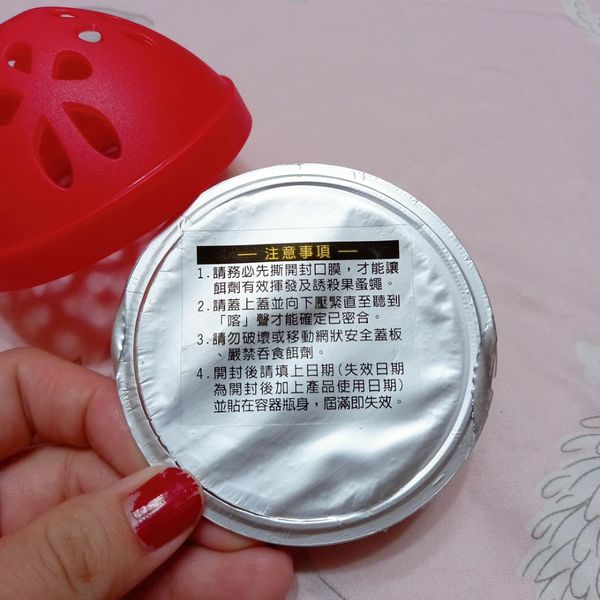 注意事項
1. 請務必先撕開封口膜，才能讓
餌劑有效揮發及誘殺果蚤蠅。
2. 請蓋上蓋並向下壓緊直至聽到
「喀」聲才能確定已密合。
3. 請勿破壞或移動網狀安全蓋板
、嚴禁吞食餌劑。
4. 開封後請填上日期(失效日期
為開封後加上產品使用日期)
並貼在容器瓶身，屆滿即失效。